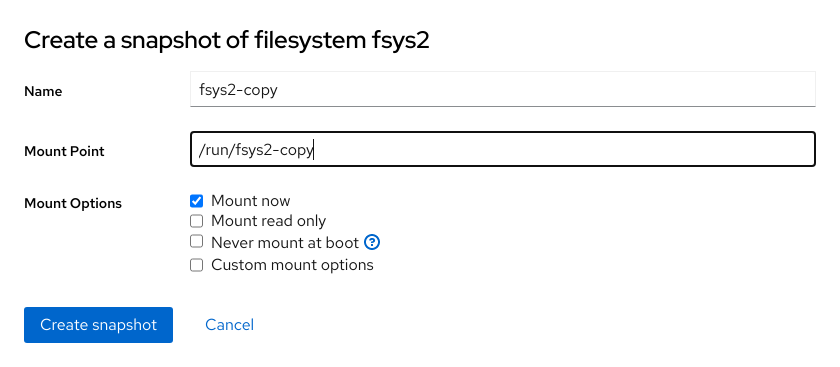 Create a snapshot of filesystem fsys2
Name fsys2-copy
Mount Point /run/fsys2-copy
Mount Options Mount now
Mount read only
Never mount at boot ?
Custom mount options
Create snapshot Cancel